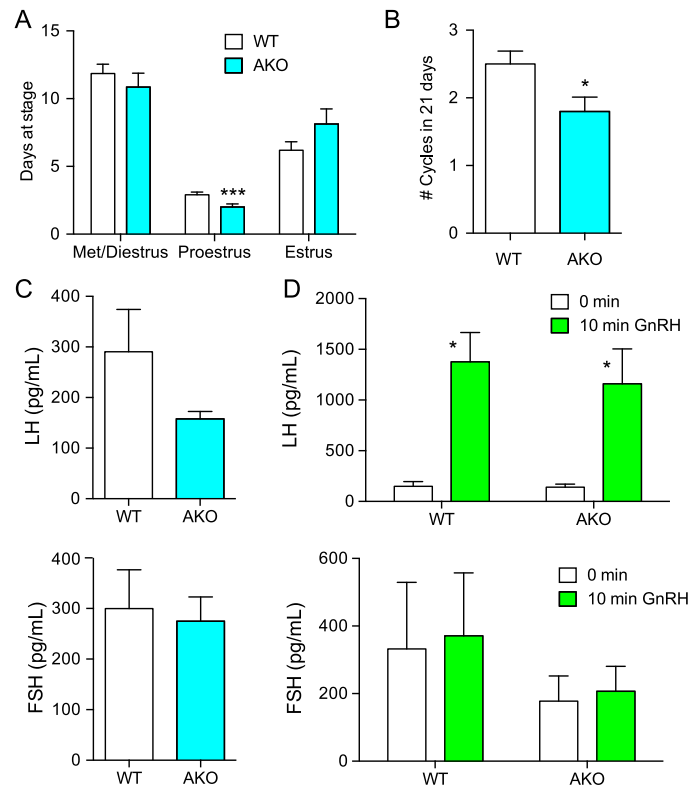 A
Days at stage
15
10
5
0
WT
AKO
***
Met/Diestrus
Proestrus
Estrus
B
# Cycles in 21 days
3
2
1
0
*
WT
AKO
C
LH (pg/mL)
400
300
200
100
0
WT
AKO
D
LH (pg/mL)
2000
1500
1000
500
0
0 min
10 min GnRH
*
*
WT
AKO
FSH (pg/mL)
400
300
200
100
0
WT
AKO
FSH (pg/mL)
600
400
200
0
0 min
10 min GnRH
WT
AKO